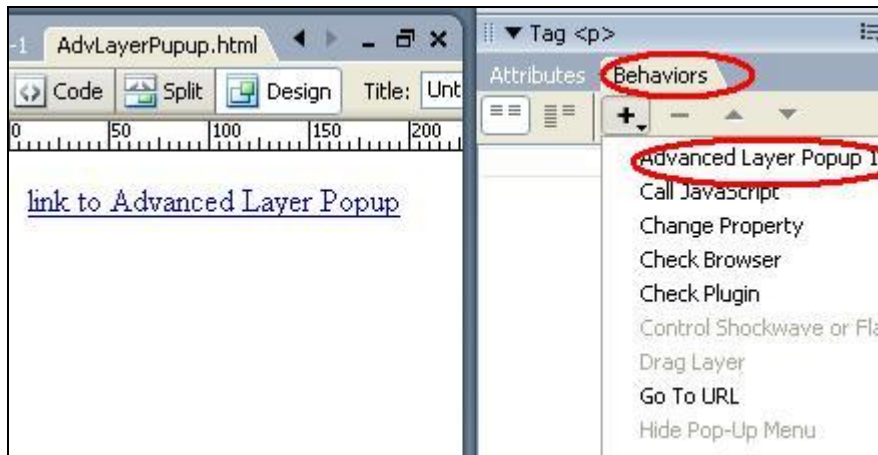 -1 AdvLayerPupup.html
Code Split Design Title: Unt
0 50 100 150 200
link to Advanced Layer Popup
Tag <p>
Attributes Behaviors
Advanced Layer Popup 1
Call JavaScript
Change Property
Check Browser
Check Plugin
Control Shockwave or Fla
Drag Layer
Go To URL
Hide Pop-Up Menu